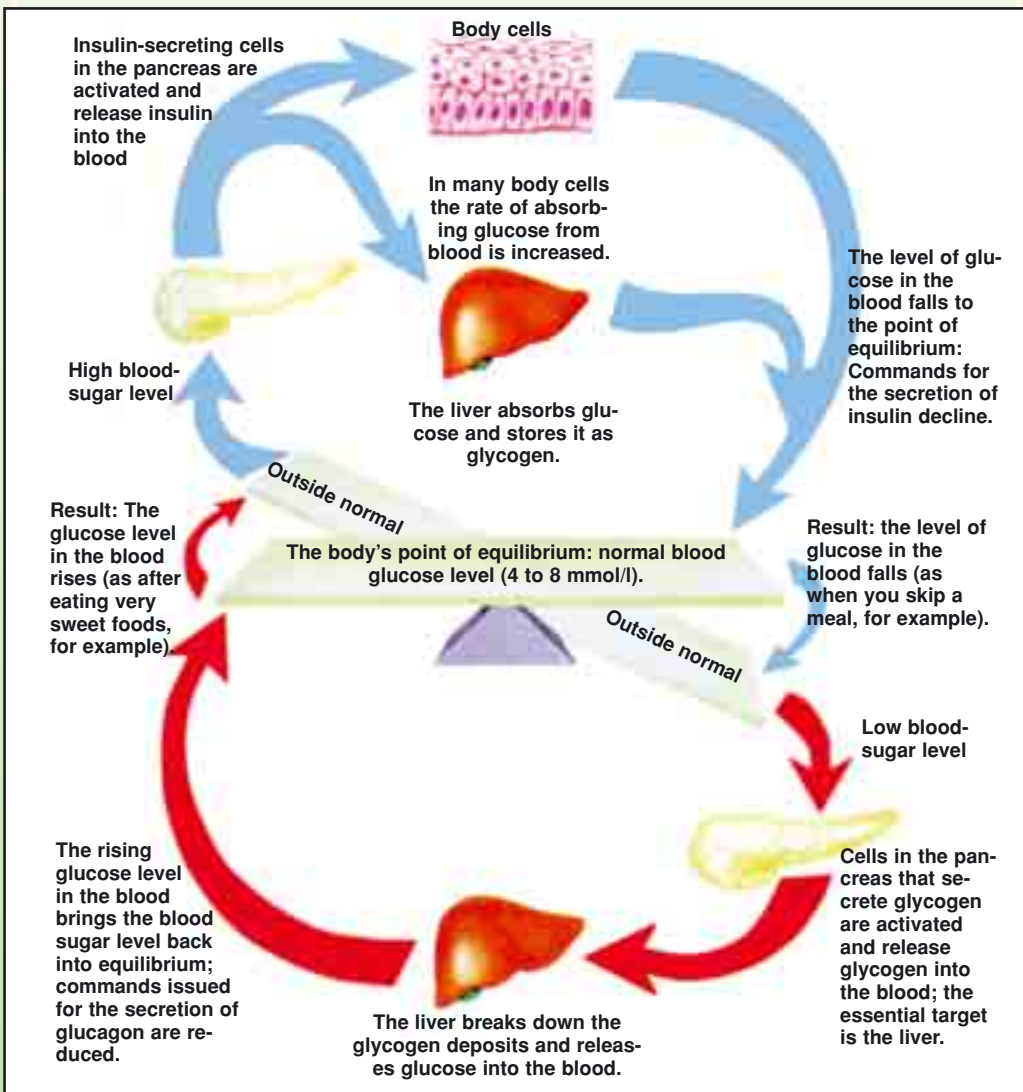 Insulin-secreting cells
in the pancreas are
activated and
release insulin
into the
blood
Body cells
In many body cells
the rate of absorb-
ing glucose from
blood is increased.
The level of glu-
cose in the
blood falls to
the point of
equilibrium:
Commands for
the secretion of
insulin decline.
High blood-
sugar level
The liver absorbs glu-
cose and stores it as
glycogen.
Outside normal
Result: The
glucose level
in the blood
rises (as after
eating very
sweet foods,
for example).
The body's point of equilibrium: normal blood
glucose level (4 to 8 mmol/l).
Result: the level of
glucose in the
blood falls (as
when you skip a
meal, for example).
Outside normal
Low blood-
sugar level
The rising
glucose level
in the blood
brings the blood
sugar level back
into equilibrium;
commands issued
for the secretion of
glucagon are re-
duced.
The liver breaks down the
glycogen deposits and releas-
es glucose into the blood.
Cells in the pan-
creas that se-
crete glycogen
are activated
and release
glycogen into
the blood; the
essential target
is the liver.